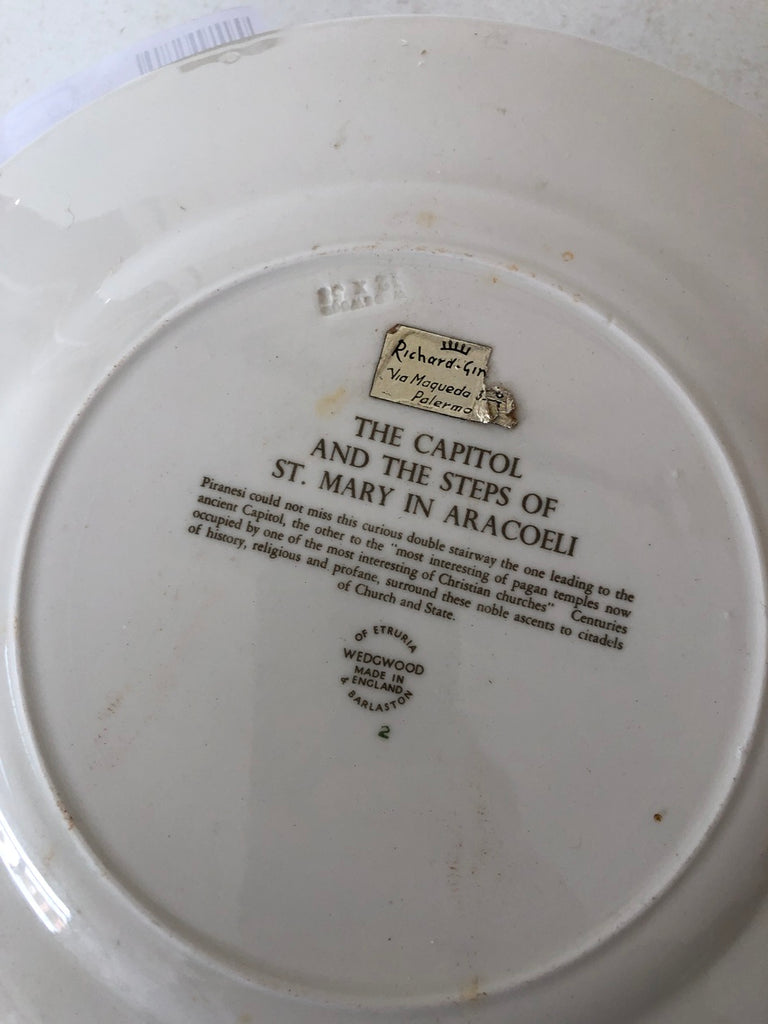 Richard-Gin
Via Maqueda
Palermo
THE CAPITOL
AND THE STEPS OF
ST. MARY IN ARACOELI
Piranesi could not miss this curious double stairway the one leading to the
ancient Capitol, the other to the "most interesting of pagan temples now
occupied by one of the most interesting of Christian churches" Centuries
of history, religious and profane, surround these noble ascents to citadels
of Church and State.
OF ETRURIA
WEDGWOOD
MADE IN
ENGLAND
& BARLASTON
2